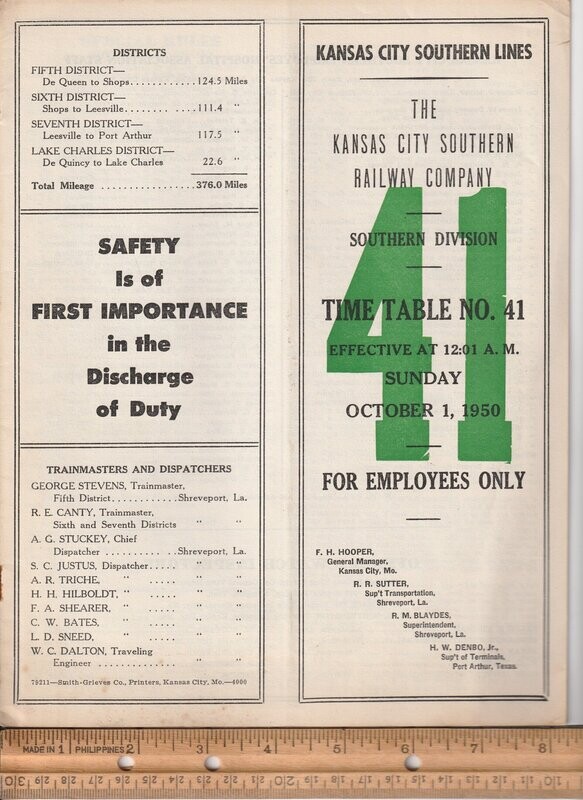 DISTRICTS
FIFTH DISTRICT—
De Queen to Shops............124.5 Miles
SIXTH DISTRICT—
Shops to Leesville........ ....111.4 "
SEVENTH DISTRICT—
Leesville to Port Arthur 117.5 "
LAKE CHARLES DISTRICT—
De Quincy to Lake Charles 22.6 "
Total Mileage .................376.0 Miles
SAFETY
Is of
FIRST IMPORTANCE
in the
Discharge
of Duty
TRAINMASTERS AND DISPATCHERS
GEORGE STEVENS, Trainmaster,
Fifth District............Shreveport, La.
R. E. CANTY, Trainmaster,
Sixth and Seventh Districts " "
A. G. STUCKEY, Chief
Dispatcher ............Shreveport, La.
S. C. JUSTUS, Dispatcher.... " "
A. R. TRICHE, " ..... " "
H. H. HILBOLDT, " ..... " "
F. A. SHEARER, " ..... " "
C. W. BATES, " ..... " "
L. D. SNEED, " ..... " "
W. C. DALTON, Traveling
Engineer ................ " "
79211—Smith-Grieves Co., Printers, Kansas City, Mo.—4000
KANSAS CITY SOUTHERN LINES
THE
KANSAS CITY SOUTHERN
RAILWAY COMPANY
41
SOUTHERN DIVISION
TIME TABLE NO. 41
EFFECTIVE AT 12:01 A. M.
SUNDAY
OCTOBER 1, 1950
FOR EMPLOYEES ONLY
F. H. HOOPER,
General Manager,
Kansas City, Mo.
R. R. SUTTER,
Sup't Transportation,
Shreveport, La.
R. M. BLAYDES,
Superintendent,
Shreveport, La.
H. W. DENBO, Jr.,
Sup't of Terminals,
Port Arthur, Texas.
MADE IN 1 PHILIPPINES 2 3 4 5 6 7 8